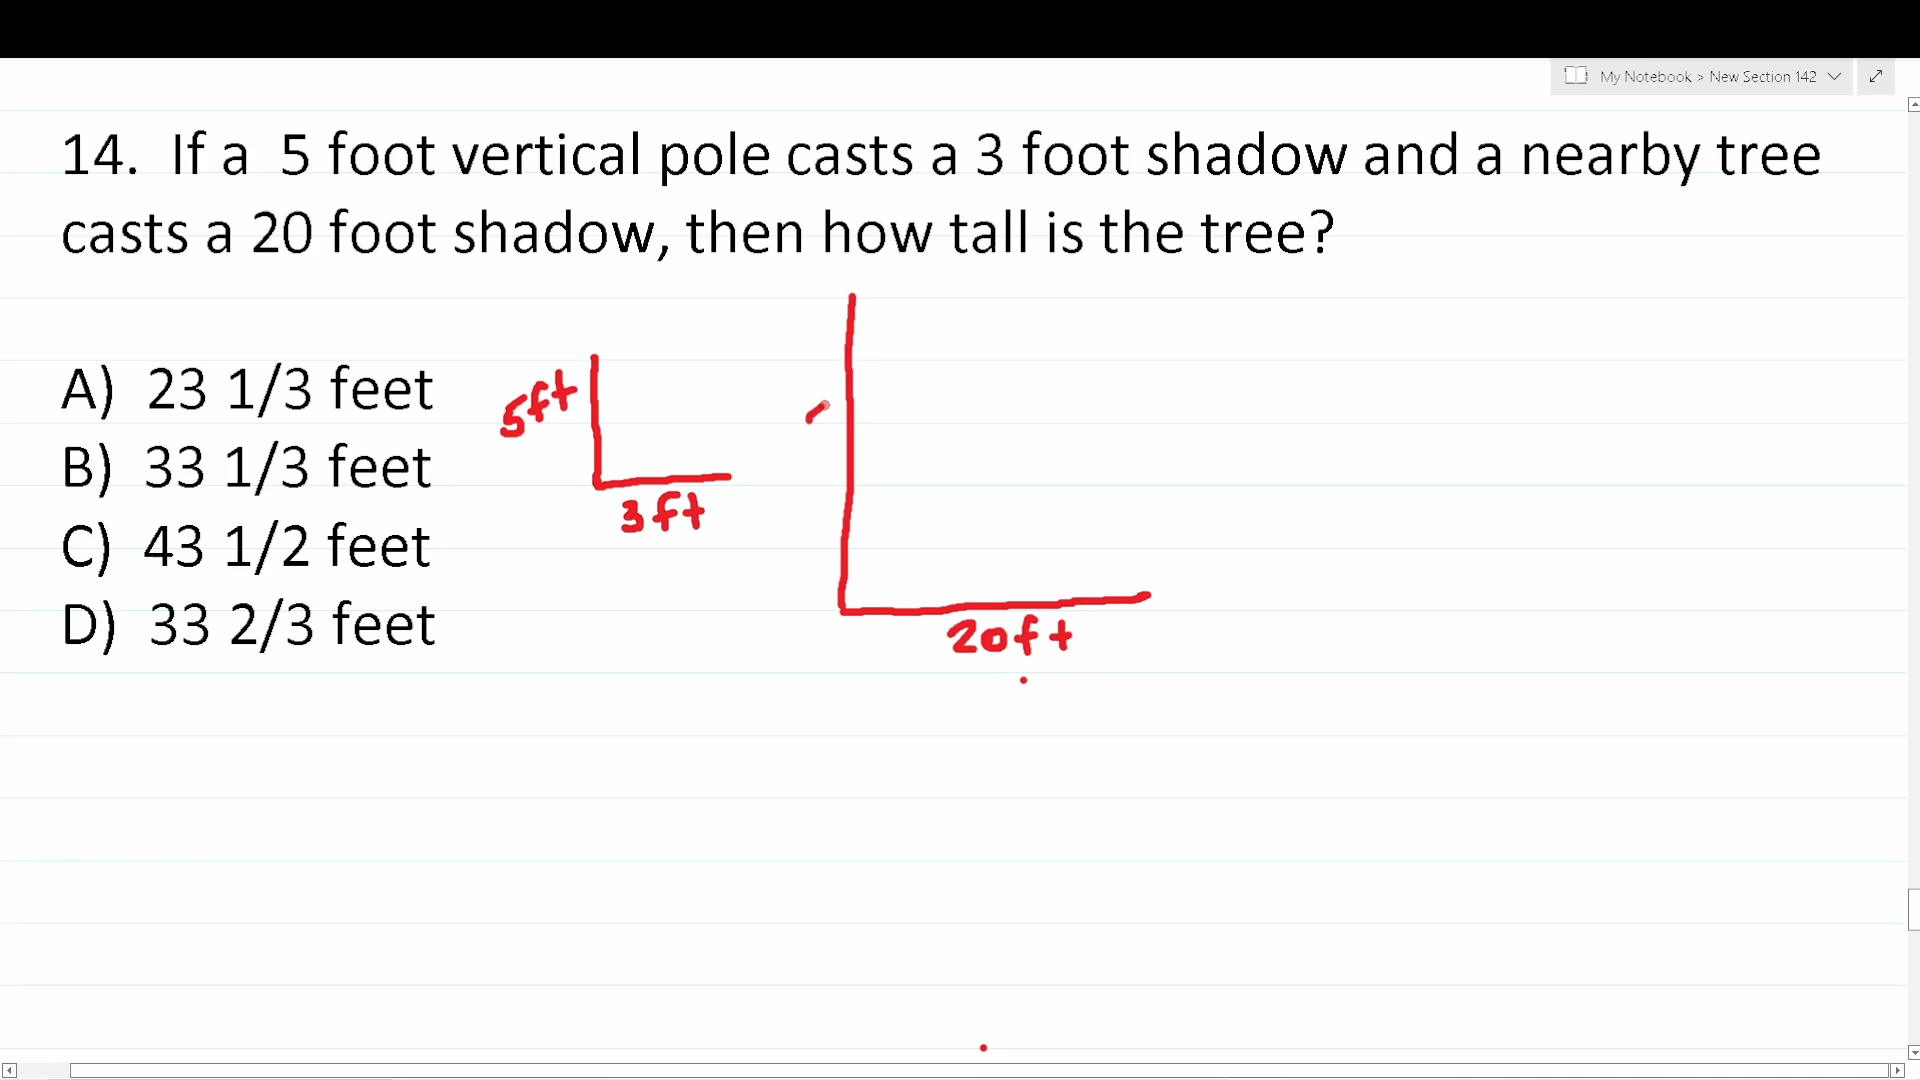 My Notebook > New Section 142
14. If a 5 foot vertical pole casts a 3 foot shadow and a nearby tree
casts a 20 foot shadow, then how tall is the tree?
A) 23 1/3 feet
B) 33 1/3 feet
C) 43 1/2 feet
D) 33 2/3 feet
5ft
3ft
20ft